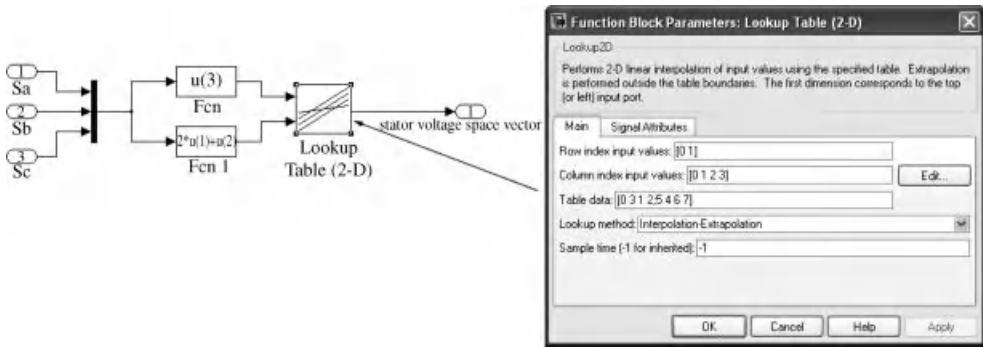 Sa
2
Sb
3
Sc
u(3)
Fcn
2*u(1)+u(2)
Fcn 1
Lookup
Table (2-D)
stator voltage space vector
Function Block Parameters: Lookup Table (2-D)
Lookup2D
Performs 2-D linear interpolation of input values using the specified table. Extrapolation
is performed outside the table boundaries. The first dimension corresponds to the top
(or left) input port.
Main
Signal Attributes
Row index input values: [0 1]
Column index input values: [0 1 2 3]
Edit...
Table data: [0 3 1 2;5 4 6 7]
Lookup method: Interpolation-Extrapolation
Sample time (-1 for inherited): -1
OK
Cancel
Help
Apply